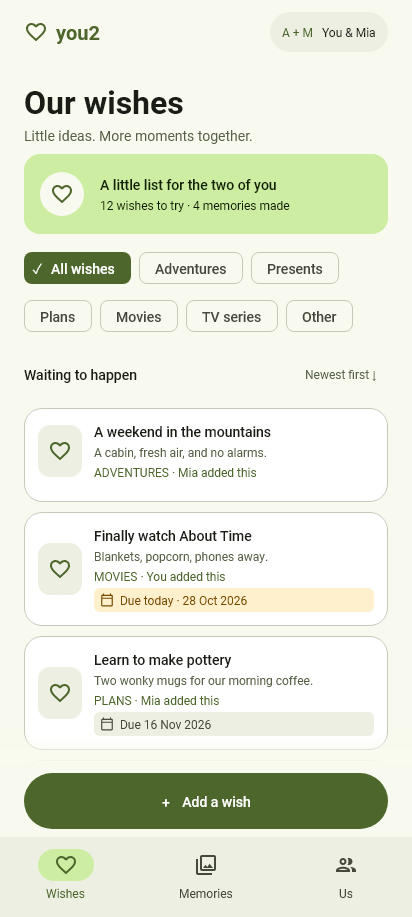 you2
A + M You & Mia
Our wishes
Little ideas. More moments together.
A little list for the two of you
12 wishes to try · 4 memories made
✓ All wishes
Adventures
Presents
Plans
Movies
TV series
Other
Waiting to happen
Newest first ↓
A weekend in the mountains
A cabin, fresh air, and no alarms.
ADVENTURES · Mia added this
Finally watch About Time
Blankets, popcorn, phones away.
MOVIES · You added this
Due today · 28 Oct 2026
Learn to make pottery
Two wonky mugs for our morning coffee.
PLANS · Mia added this
Due 16 Nov 2026
+ Add a wish
Wishes
Memories
Us